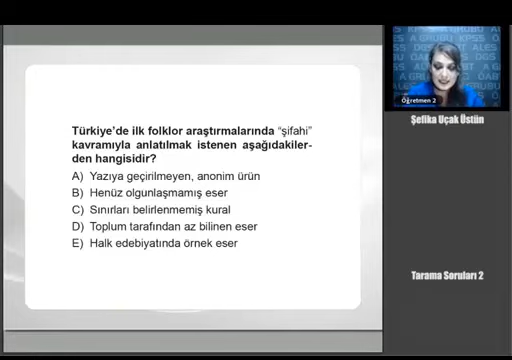 Türkiye'de ilk folklor araştırmalarında "şifahi"
kavramıyla anlatılmak istenen aşağıdakiler-
den hangisidir?
A) Yazıya geçirilmeyen, anonim ürün
B) Henüz olgunlaşmamış eser
C) Sınırları belirlenmemiş kural
D) Toplum tarafından az bilinen eser
E) Halk edebiyatında örnek eser
Öğretmen 2
Şefika Uçak Üstün
Tarama Soruları 2